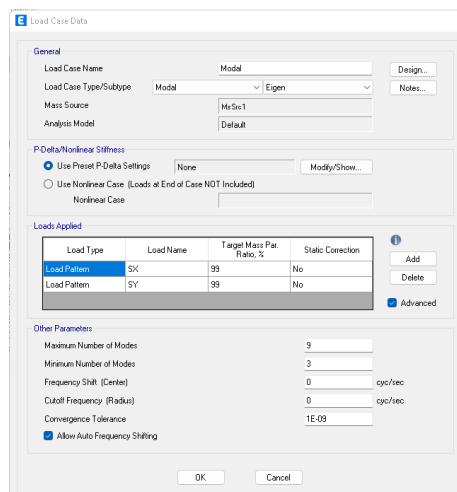 E Load Case Data
General
Load Case Name Modal Design...
Load Case Type/Subtype Modal Eigen Notes...
Mass Source MsSrc1
Analysis Model Default
P-Delta/Nonlinear Stiffness
Use Preset P-Delta Settings None Modify/Show...
Use Nonlinear Case (Loads at End of Case NOT Included)
Nonlinear Case
Loads Applied
Load Type Load Name Target Mass Par. Ratio, % Static Correction
Load Pattern SX 99 No
Load Pattern SY 99 No
Add
Delete
Advanced
Other Parameters
Maximum Number of Modes 9
Minimum Number of Modes 3
Frequency Shift (Center) 0 cyc/sec
Cutoff Frequency (Radius) 0 cyc/sec
Convergence Tolerance 1E-09
Allow Auto Frequency Shifting
OK Cancel